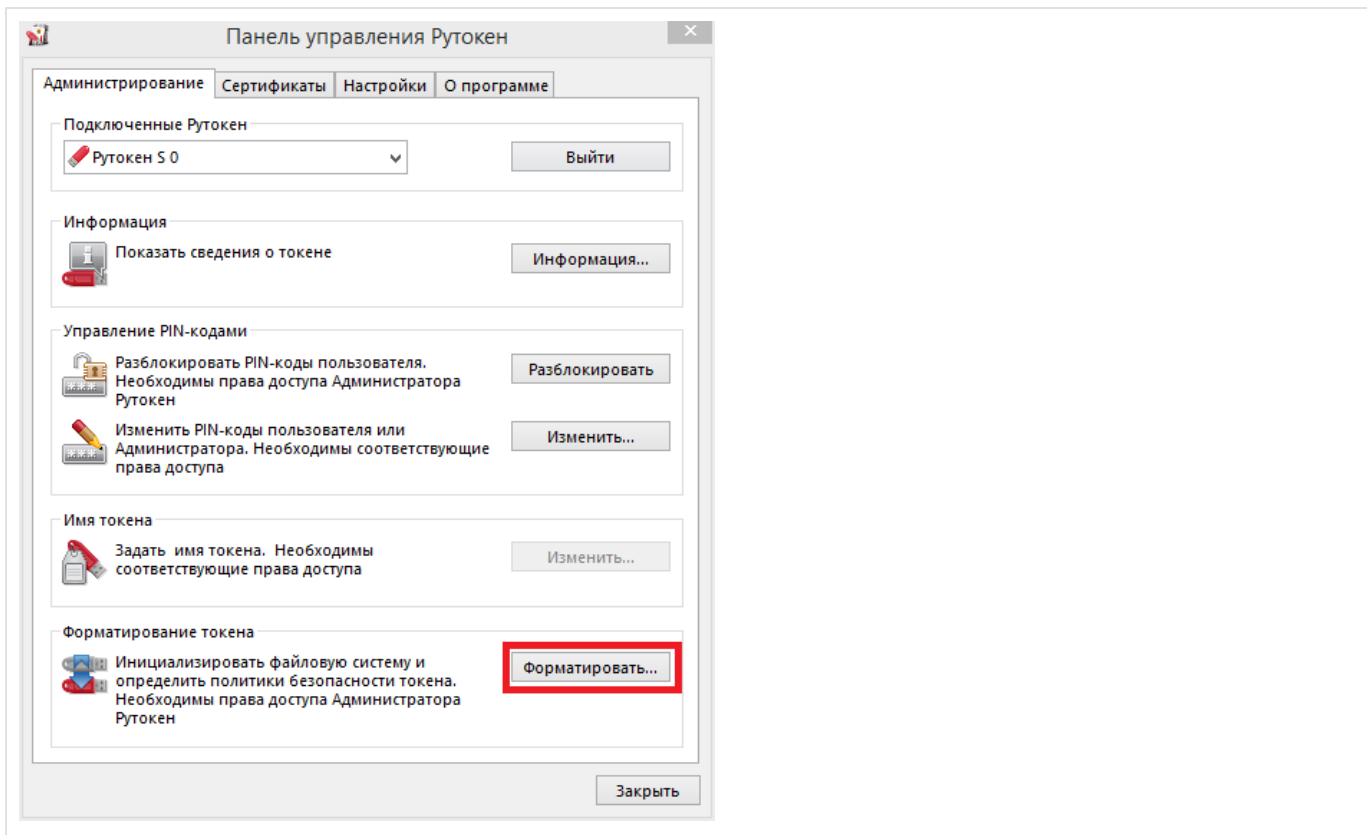 Панель управления Рутокен
Администрирование Сертификаты Настройки О программе
Подключенные Рутокен
Рутокен S 0
Выйти
Информация
Показать сведения о токене
Информация...
Управление PIN-кодами
Разблокировать PIN-коды пользователя.
Необходимы права доступа Администратора
Рутокен
Разблокировать
Изменить PIN-коды пользователя или
Администратора. Необходимы соответствующие
права доступа
Изменить...
Имя токена
Задать имя токена. Необходимы
соответствующие права доступа
Изменить...
Форматирование токена
Инициализировать файловую систему и
определить политики безопасности токена.
Необходимы права доступа Администратора
Рутокен
Форматировать...
Закрыть